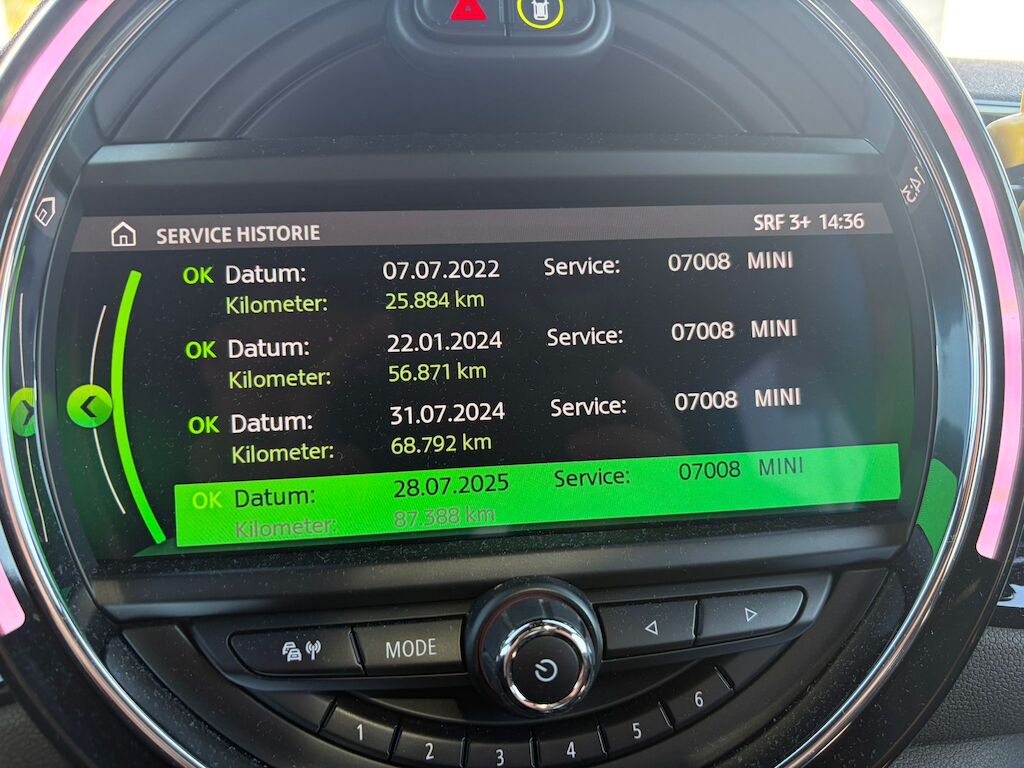 SERVICE HISTORIE SRF 3+ 14:36
OK Datum: 07.07.2022 Service: 07008 MINI
Kilometer: 25.884 km
OK Datum: 22.01.2024 Service: 07008 MINI
Kilometer: 56.871 km
OK Datum: 31.07.2024 Service: 07008 MINI
Kilometer: 68.792 km
OK Datum: 28.07.2025 Service: 07008 MINI
Kilometer: 87.388 km
MODE
1 2 3 4 5 6